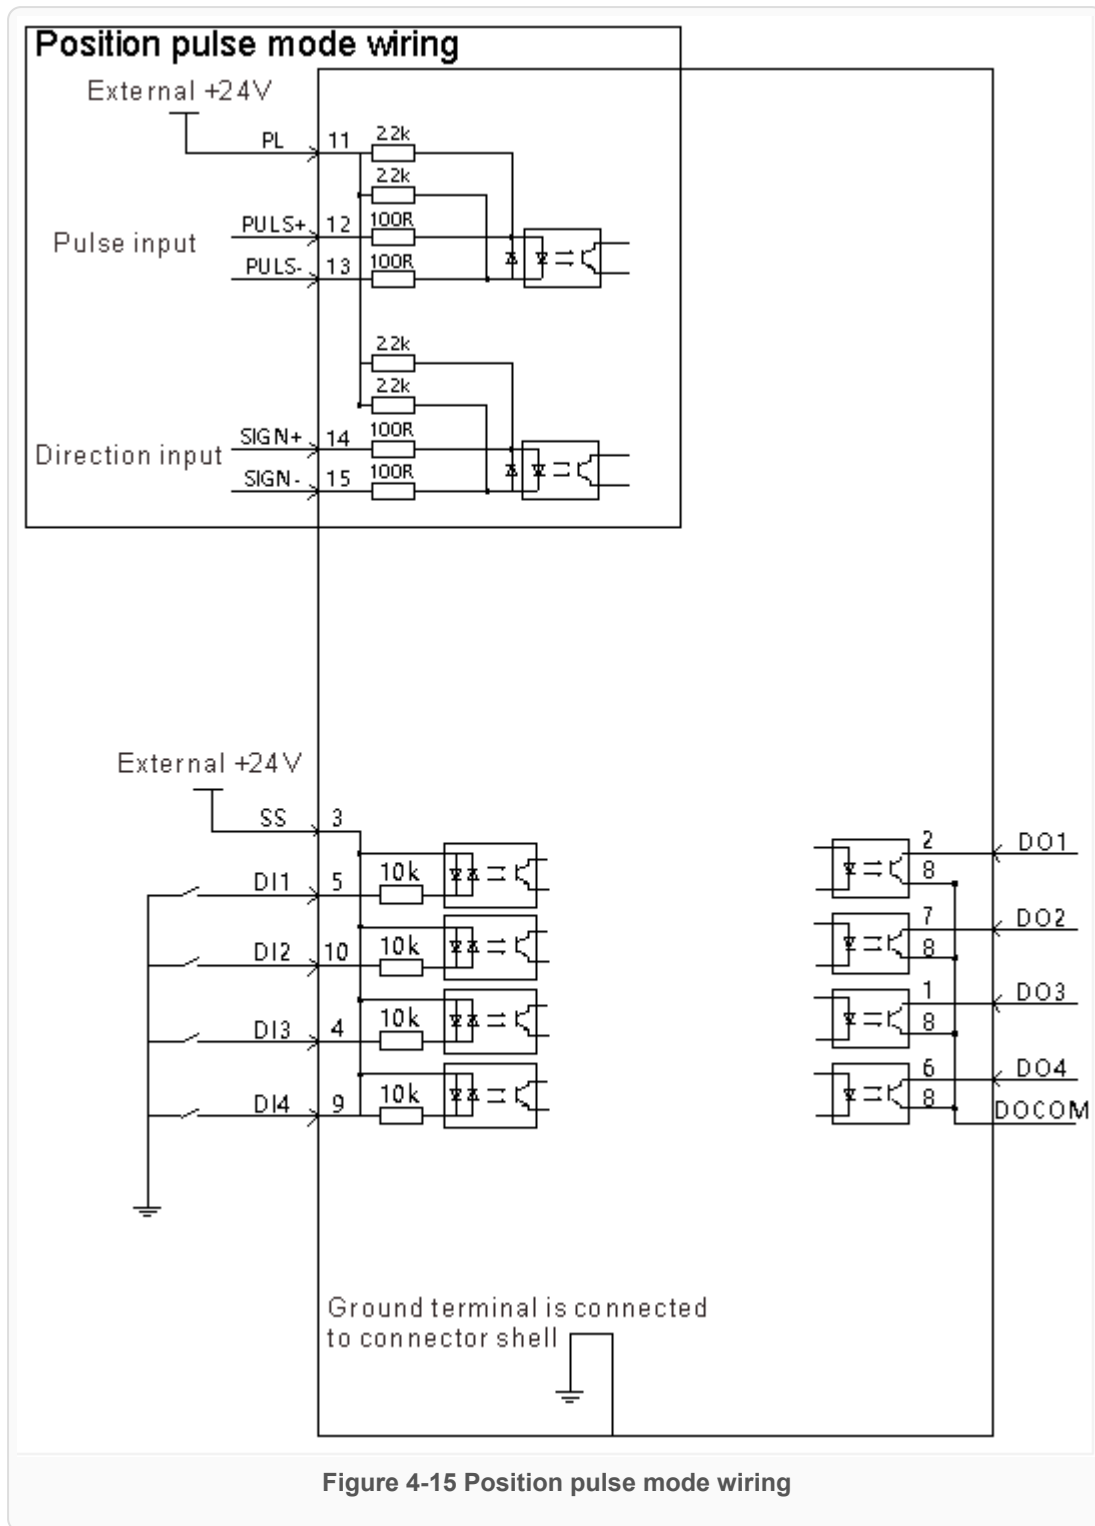 Position pulse mode wiring
External +24V
PL 11 2.2k
2.2k
PULS+ 12 100R
Pulse input
PULS- 13 100R
2.2k
2.2k
SIGN+ 14 100R
Direction input
SIGN- 15 100R
External +24V
SS 3
DI1 5 10k
DI2 10 10k
DI3 4 10k
DI4 9 10k
2 DO1
8
7 DO2
8
1 DO3
8
6 DO4
8
DOCOM
Ground terminal is connected
to connector shell
Figure 4-15 Position pulse mode wiring